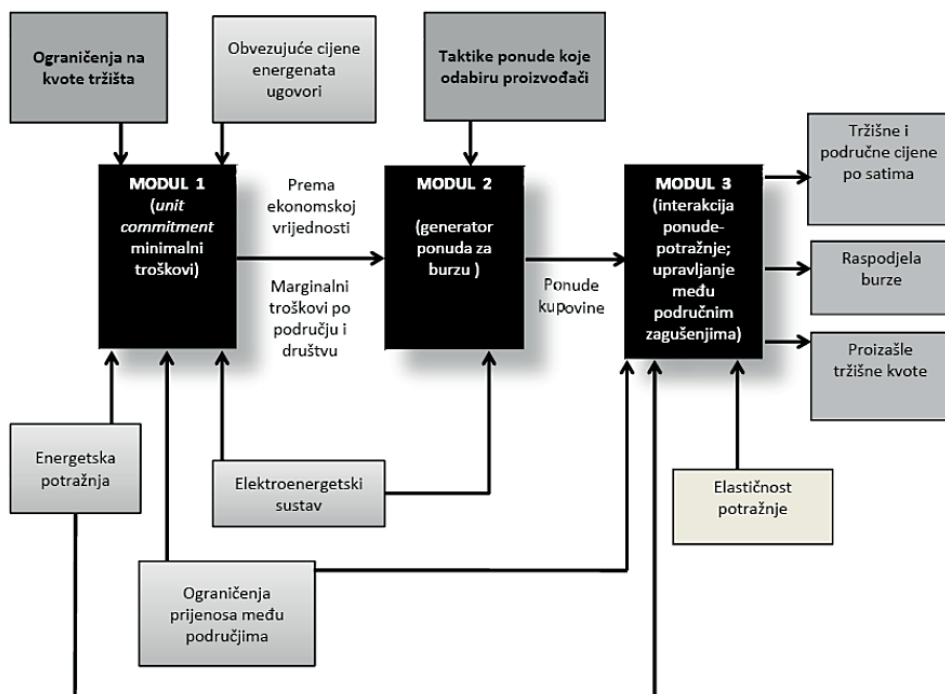 Ograničenja na
kvote tržišta
Obvezujuće cijene
energenata
ugovori
Taktike ponude koje
odabiru proizvođači
MODUL 1
(unit
commitment
minimalni
troškovi)
Prema
ekonomskoj
vrijednosti
Marginalni
troškovi po
području i
društvu
MODUL 2
(generator
ponuda za
burzu )
Ponude
kupovine
MODUL 3
(interakcija
ponude-
potražnje;
upravljanje
među
područnim
zagušenjima)
Tržišne i
područne cijene
po satima
Raspodjela
burze
Proizašle
tržišne kvote
Energetska
potražnja
Elektroenergetski
sustav
Elastičnost
potražnje
Ograničenja
prijenosa među
područjima